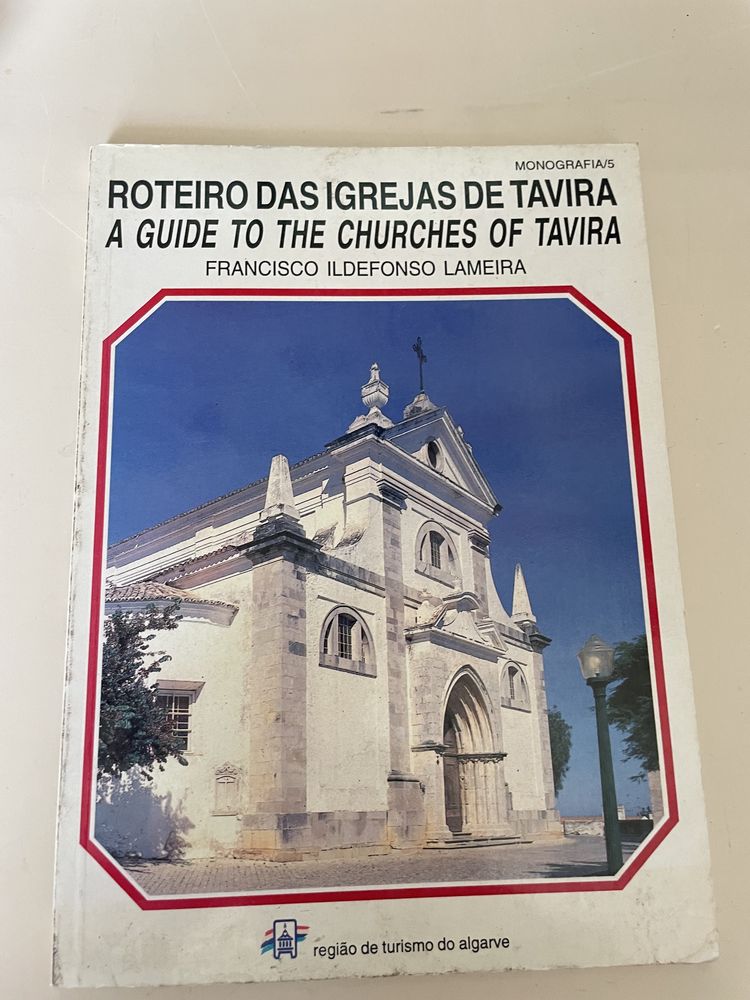 MONOGRAFIA/5
ROTEIRO DAS IGREJAS DE TAVIRA
A GUIDE TO THE CHURCHES OF TAVIRA
FRANCISCO ILDEFONSO LAMEIRA
região de turismo do algarve